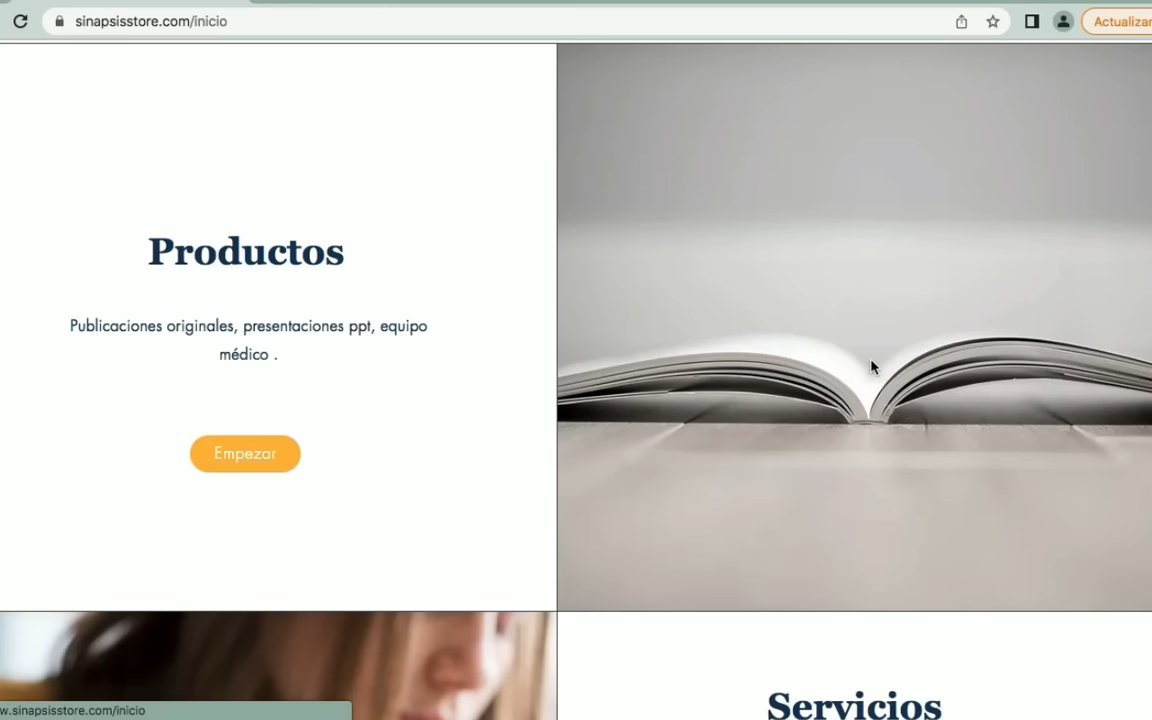 sinapsisstore.com/inicio
Actualizar
Productos
Publicaciones originales, presentaciones ppt, equipo
médico .
Empezar
Servicios
w.sinapsisstore.com/inicio